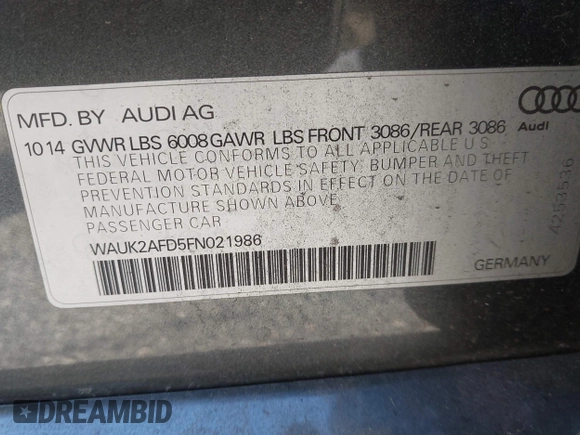 MFD. BY AUDI AG
Audi
10 14 GVWR LBS 6008 GAWR LBS FRONT 3086/REAR 3086
THIS VEHICLE CONFORMS TO ALL APPLICABLE U S
FEDERAL MOTOR VEHICLE SAFETY, BUMPER AND THEFT
PREVENTION STANDARDS IN EFFECT ON THE DATE OF
MANUFACTURE SHOWN ABOVE.
PASSENGER CAR
WAUK2AFD5FN021986
GERMANY
DREAMBID